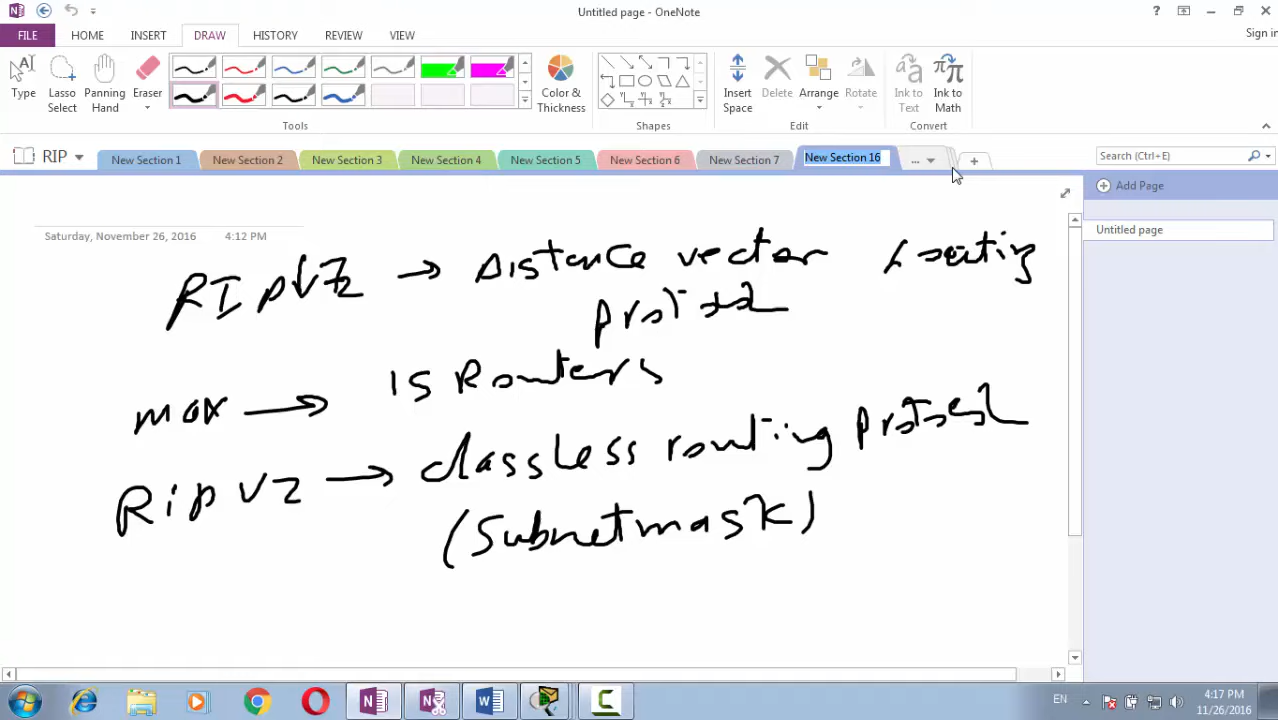 Untitled page - OneNote
FILE HOME INSERT DRAW HISTORY REVIEW VIEW Sign in
Type Lasso Select Panning Hand Eraser Color & Thickness Insert Space Delete Arrange Rotate Ink to Text Ink to Math
Tools Shapes Edit Convert
RIP New Section 1 New Section 2 New Section 3 New Section 4 New Section 5 New Section 6 New Section 7 New Section 16 ... + Search (Ctrl+E)
Add Page
Untitled page
Saturday, November 26, 2016 4:12 PM
RIpV2 → Distance vector routing
protocol
max → 15 Routers
Rip V2 → classless routing protocol
(Subnetmask)
EN 4:17 PM
11/26/2016